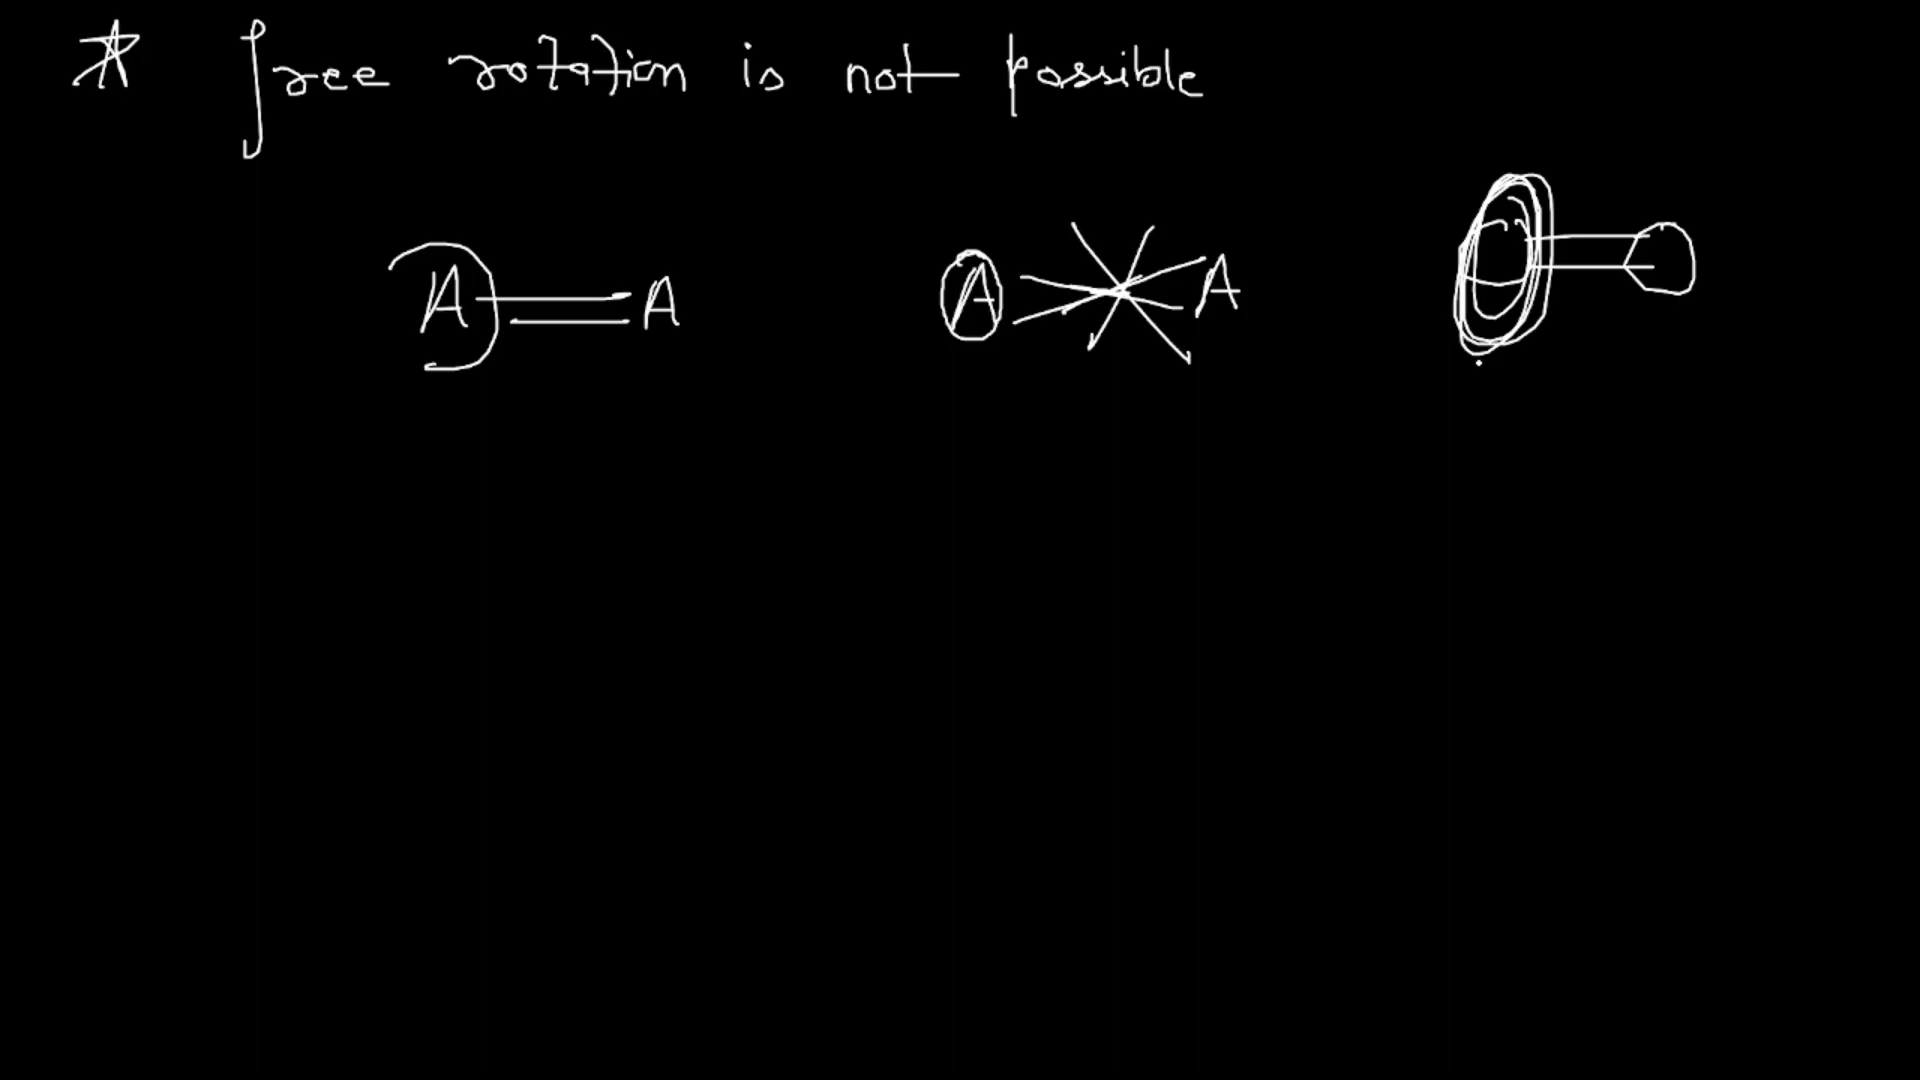 * free rotation is not possible
A = A A A